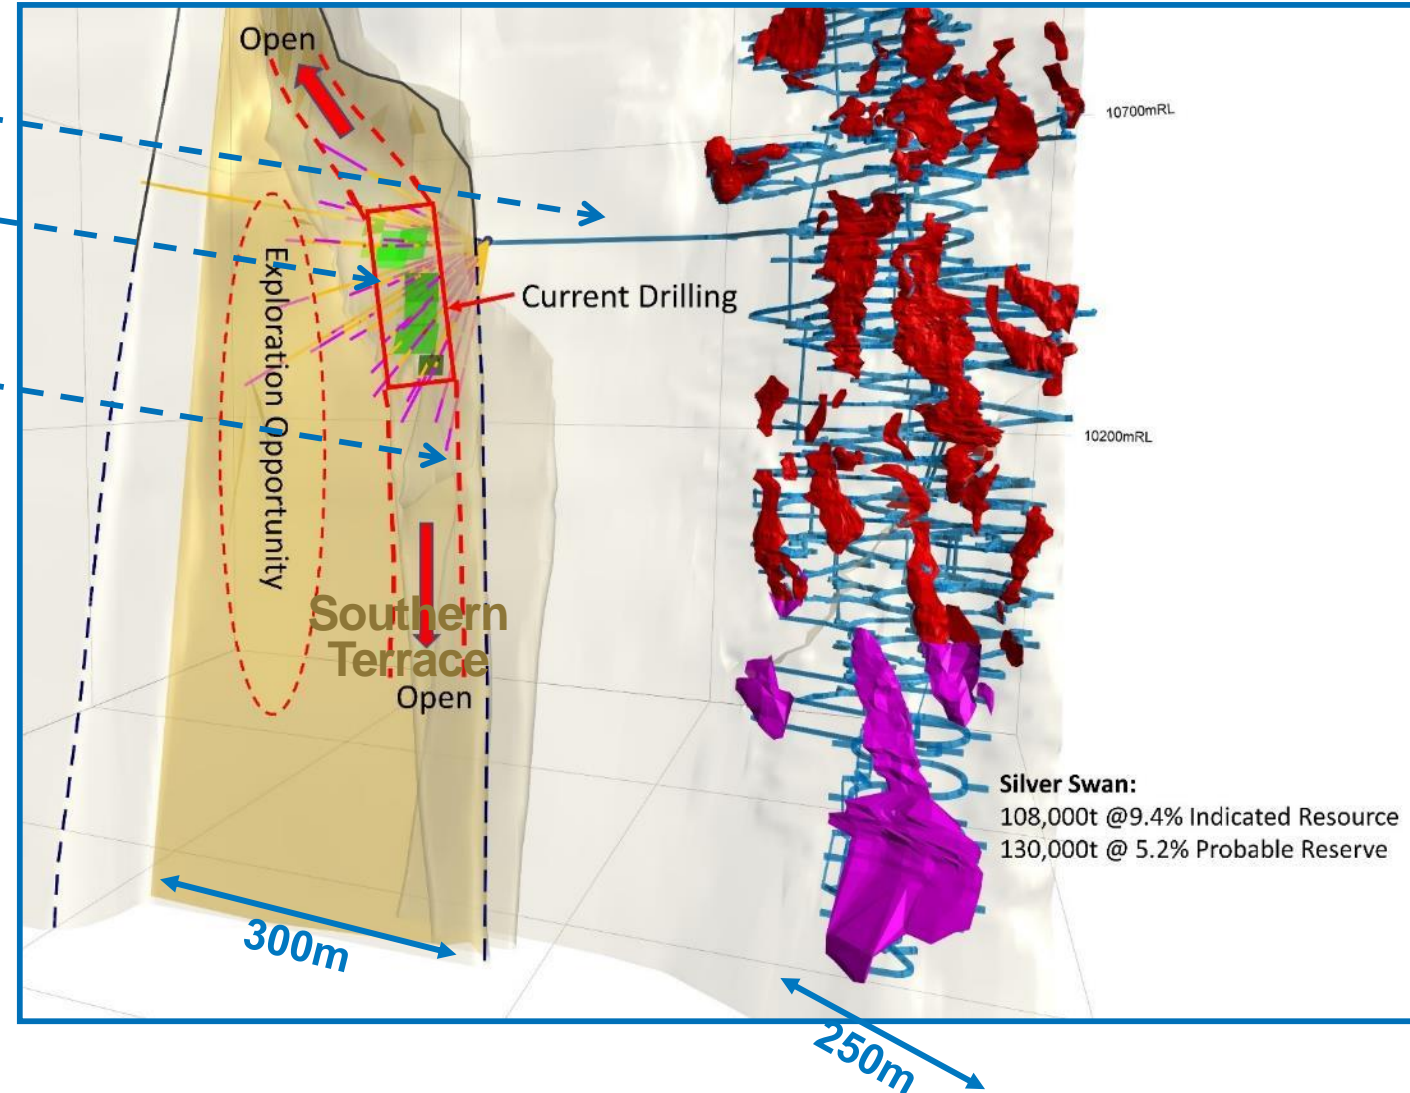 Open
10700mRL
Current Drilling
Exploration Opportunity
10200mRL
Southern
Terrace
Open
Silver Swan:
108,000t @9.4% Indicated Resource
130,000t @ 5.2% Probable Reserve
300m
250m